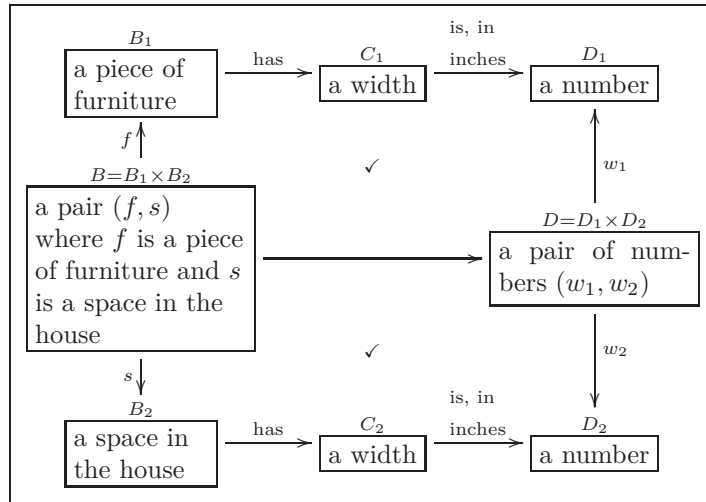 B₁
a piece of
furniture
has
C₁
a width
is, in
inches
D₁
a number
f
✓
w₁
B=B₁×B₂
a pair (f, s)
where f is a piece
of furniture and s
is a space in the
house
D=D₁×D₂
a pair of num-
bers (w₁, w₂)
✓
s
w₂
B₂
a space in
the house
has
C₂
a width
is, in
inches
D₂
a number